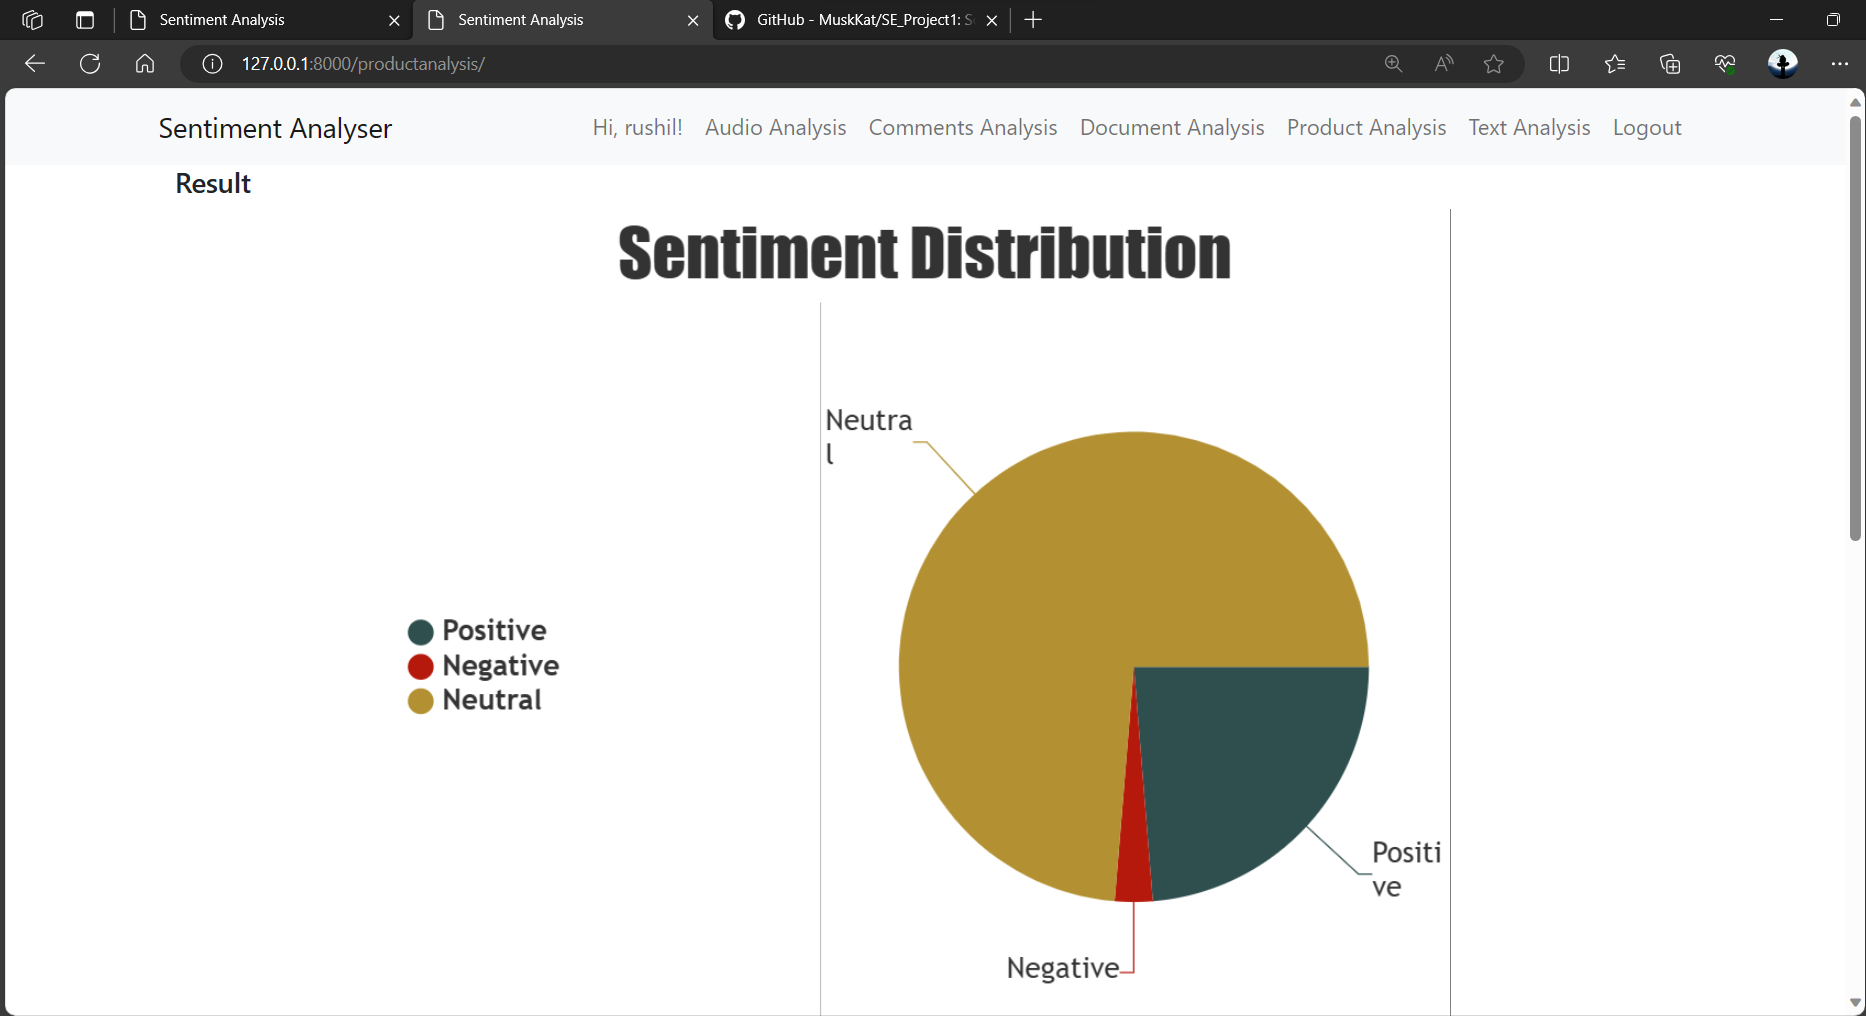 Sentiment Analysis
Sentiment Analysis
GitHub - MuskKat/SE_Project1: S
127.0.0.1:8000/productanalysis/
Sentiment Analyser
Hi, rushil! Audio Analysis Comments Analysis Document Analysis Product Analysis Text Analysis Logout
Result
Sentiment Distribution
Neutra
l
Positive
Negative
Neutral
Positi
ve
Negative